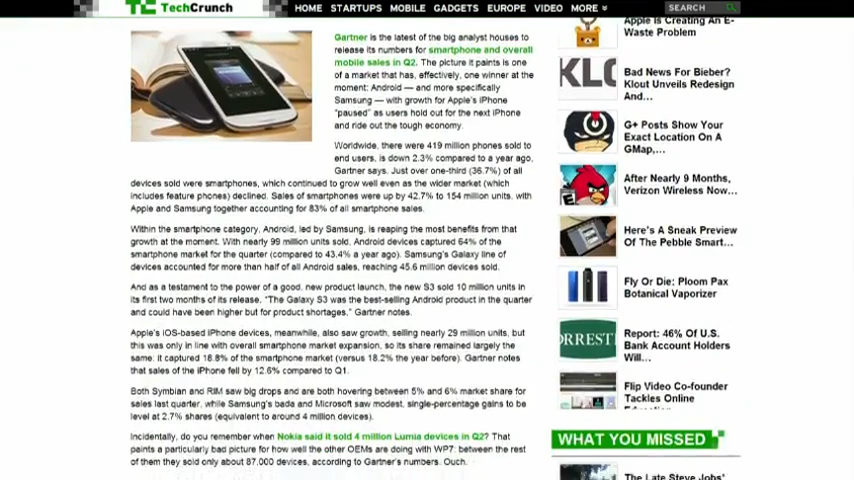 TechCrunch
HOME STARTUPS MOBILE GADGETS EUROPE VIDEO MORE
SEARCH
Gartner is the latest of the big analyst houses to
release its numbers for smartphone and overall
mobile sales in Q2. The picture it paints is one
of a market that has, effectively, one winner at the
moment: Android — and more specifically
Samsung — with growth for Apple's iPhone
"paused" as users hold out for the next iPhone
and ride out the tough economy.
Worldwide, there were 419 million phones sold to
end users, is down 2.3% compared to a year ago,
Gartner says. Just over one-third (36.7%) of all
devices sold were smartphones, which continued to grow well even as the wider market (which
includes feature phones) declined. Sales of smartphones were up by 42.7% to 154 million units, with
Apple and Samsung together accounting for 83% of all smartphone sales.
Within the smartphone category, Android, led by Samsung, is reaping the most benefits from that
growth at the moment. With nearly 99 million units sold, Android devices captured 64% of the
smartphone market for the quarter (compared to 43.4% a year ago). Samsung's Galaxy line of
devices accounted for more than half of all Android sales, reaching 45.6 million devices sold.
And as a testament to the power of a good, new product launch, the new S3 sold 10 million units in
its first two months of its release. "The Galaxy S3 was the best-selling Android product in the quarter
and could have been higher but for product shortages," Gartner notes.
Apple's iOS-based iPhone devices, meanwhile, also saw growth, selling nearly 29 million units, but
this was only in line with overall smartphone market expansion, so its share remained largely the
same: it captured 18.8% of the smartphone market (versus 18.2% the year before). Gartner notes
that sales of the iPhone fell by 12.6% compared to Q1.
Both Symbian and RIM saw big drops and are both hovering between 5% and 6% market share for
sales last quarter, while Samsung's bada and Microsoft saw modest, single-percentage gains to be
level at 2.7% shares (equivalent to around 4 million devices).
Incidentally, do you remember when Nokia said it sold 4 million Lumia devices in Q2? That
paints a particularly bad picture for how well the other OEMs are doing with WP7: between the rest
of them they sold only about 87,000 devices, according to Gartner's numbers. Ouch.
Apple Is Creating An E-
Waste Problem
KLO
Bad News For Bieber?
Klout Unveils Redesign
And...
G+ Posts Show Your
Exact Location On A
GMap,...
After Nearly 9 Months,
Verizon Wireless Now...
Here's A Sneak Preview
Of The Pebble Smart...
Fly Or Die: Ploom Pax
Botanical Vaporizer
ORREST
Report: 46% Of U.S.
Bank Account Holders
Will...
Flip Video Co-founder
Tackles Online
WHAT YOU MISSED
The Late Steve Jobs'